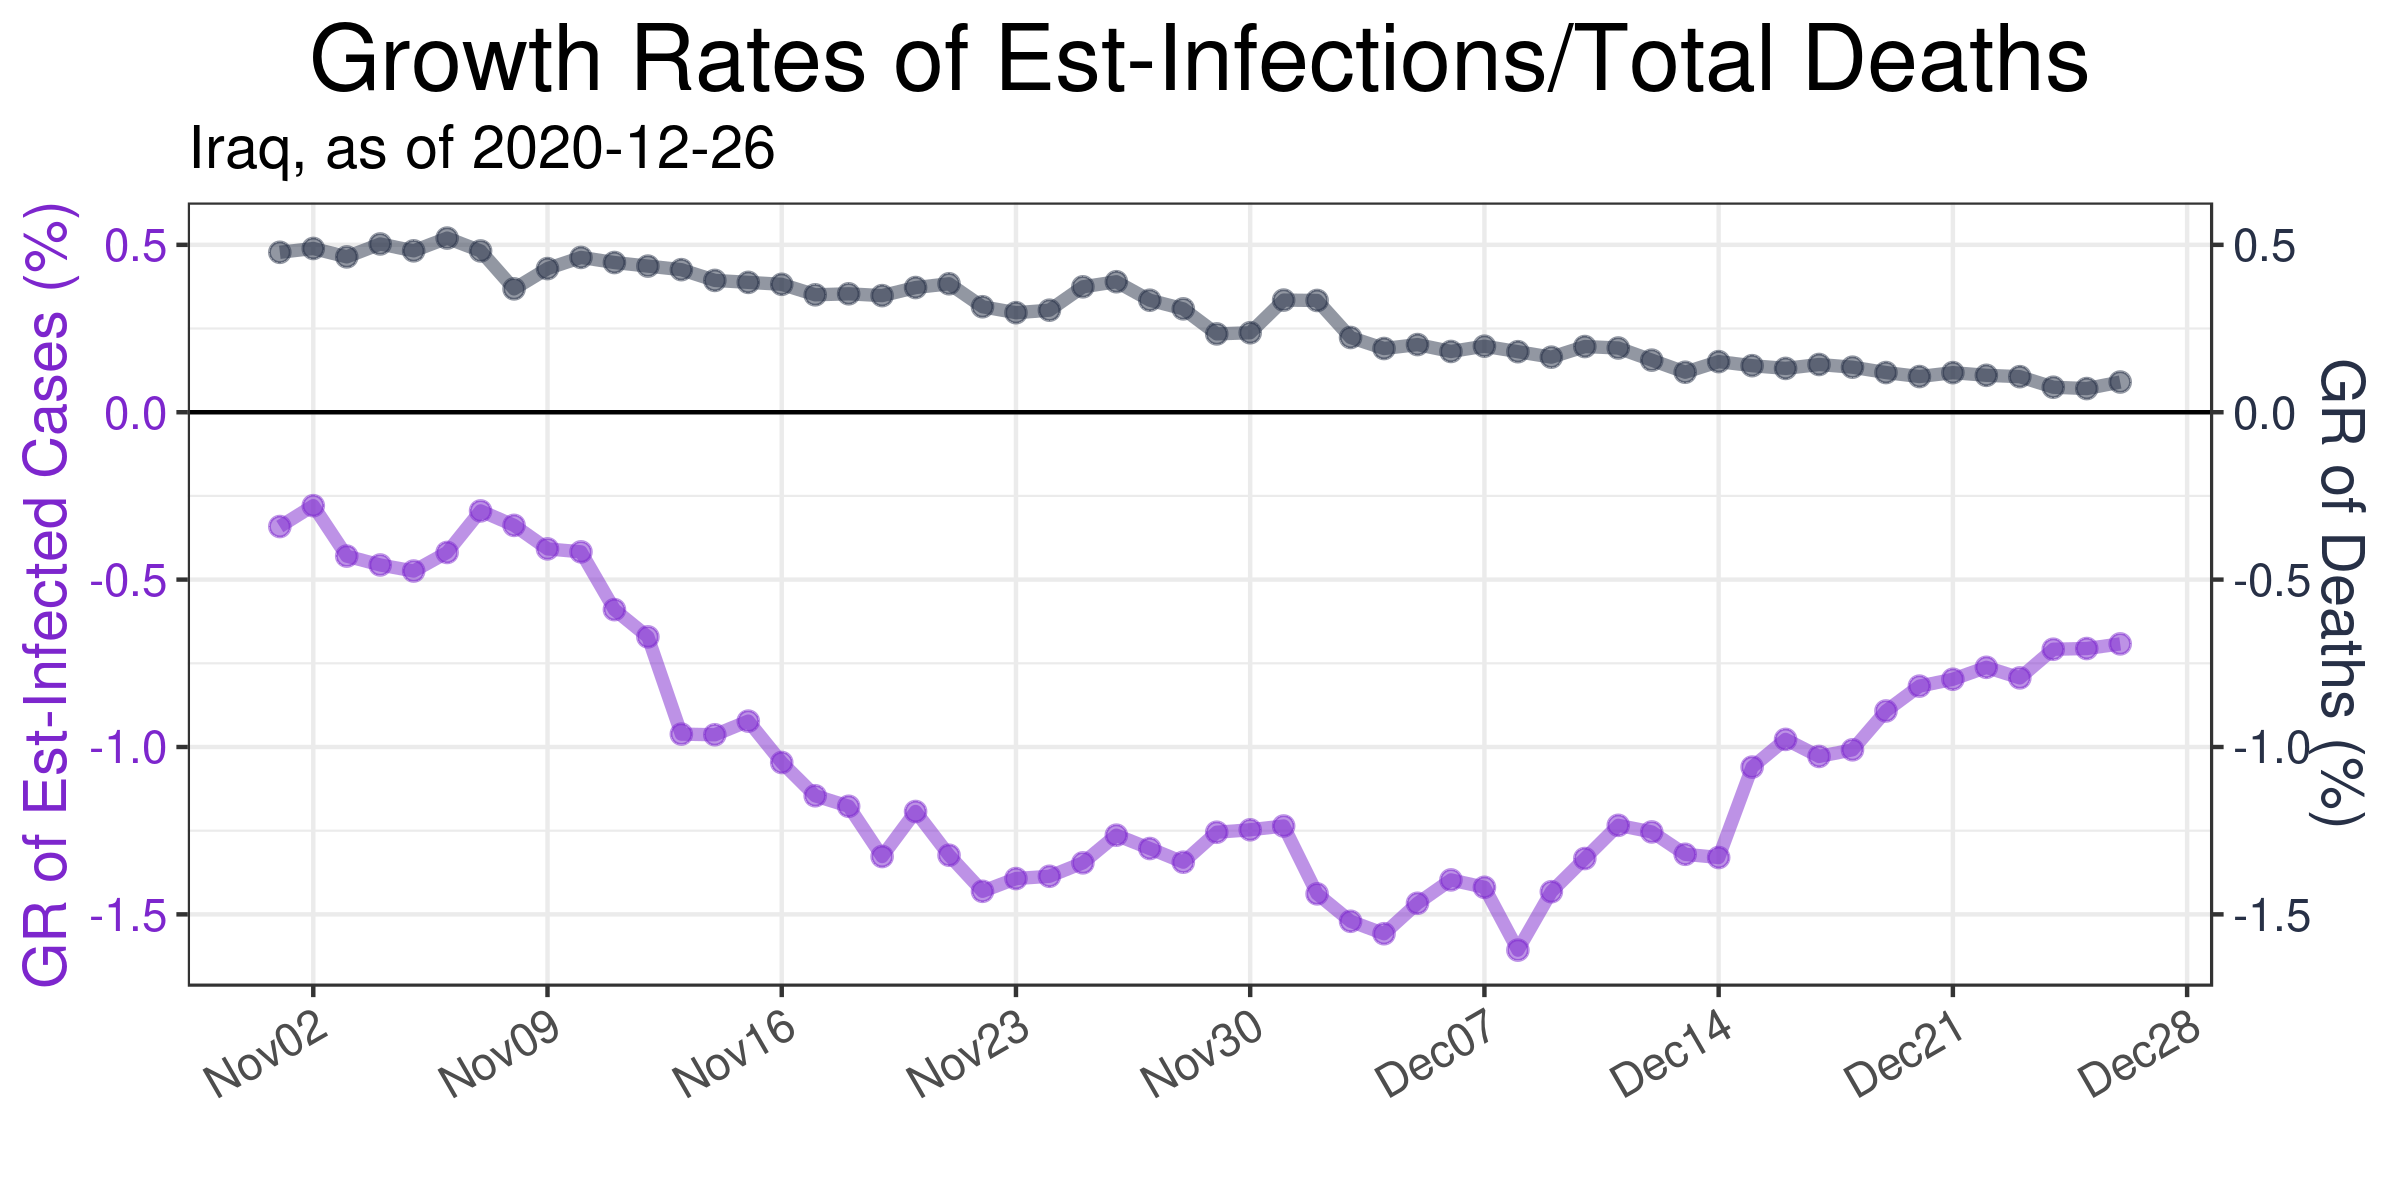 Growth Rates of Est-Infections/Total Deaths
Iraq, as of 2020-12-26
GR of Est-Infected Cases (%)
0.5
0.0
-0.5
-1.0
-1.5
0.5
0.0
-0.5
-1.0
-1.5
GR of Deaths (%)
Nov02
Nov09
Nov16
Nov23
Nov30
Dec07
Dec14
Dec21
Dec28